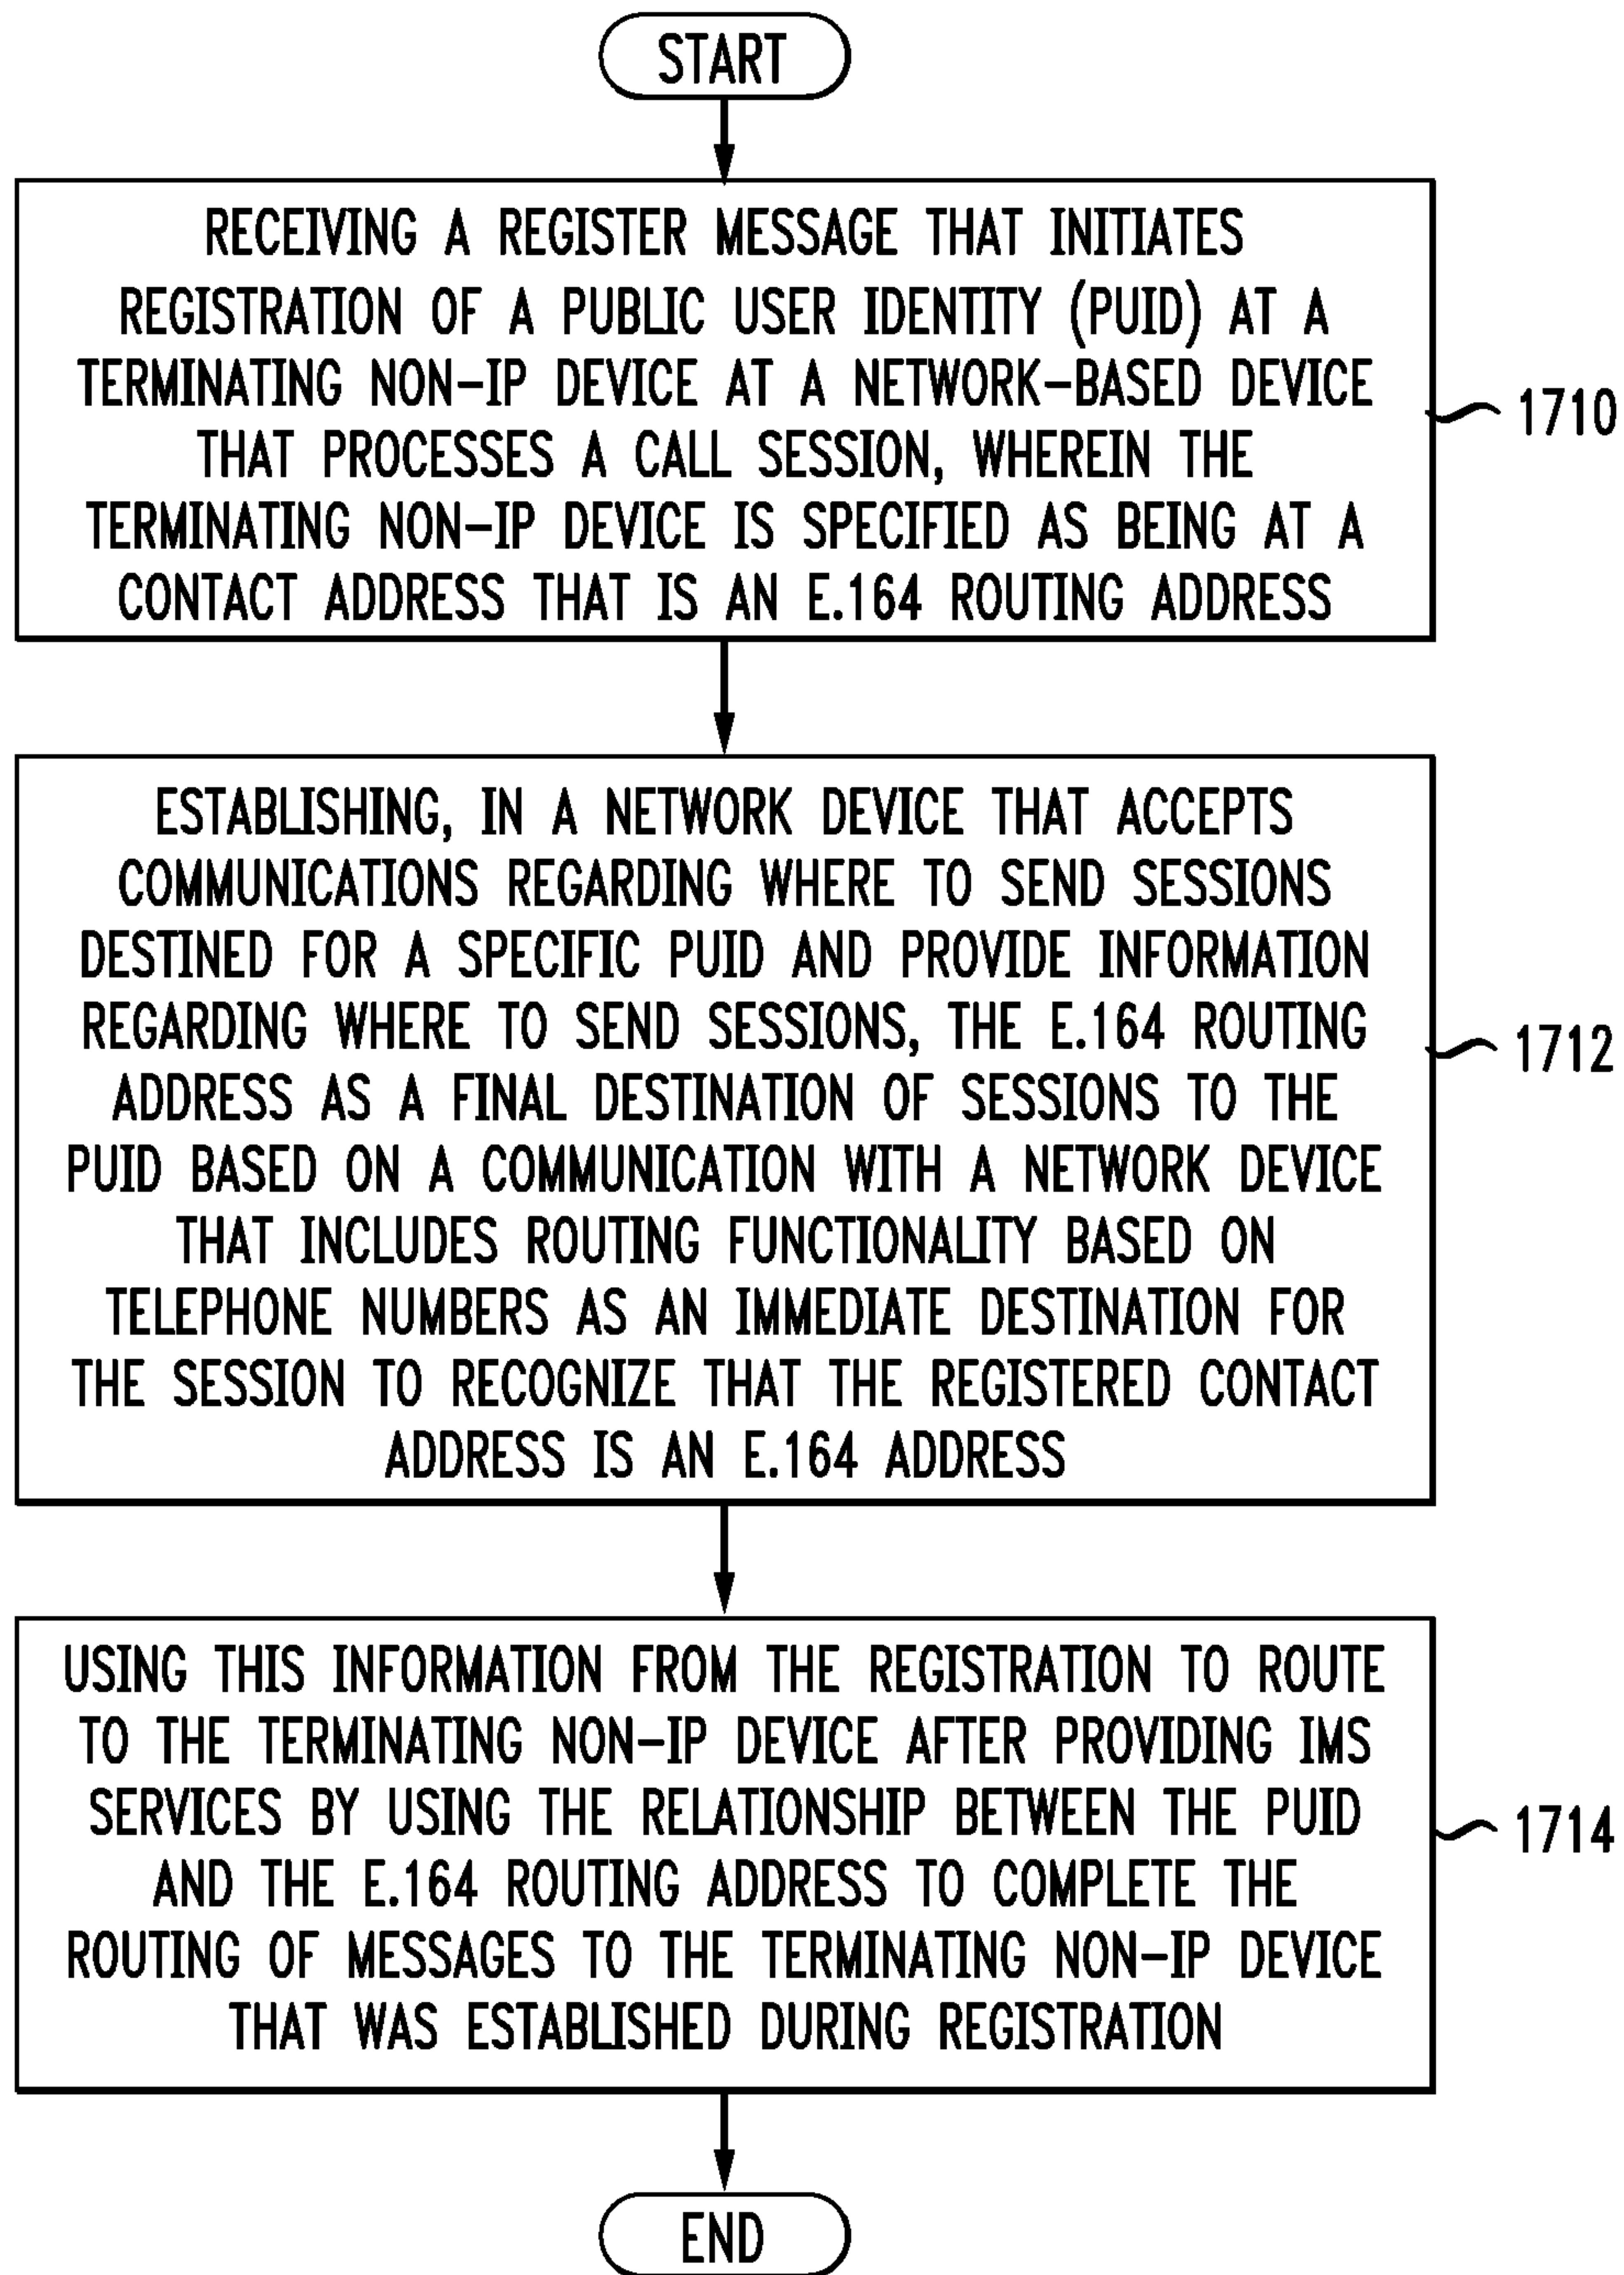 START
RECEIVING A REGISTER MESSAGE THAT INITIATES
REGISTRATION OF A PUBLIC USER IDENTITY (PUID) AT A
TERMINATING NON-IP DEVICE AT A NETWORK-BASED DEVICE
THAT PROCESSES A CALL SESSION, WHEREIN THE
TERMINATING NON-IP DEVICE IS SPECIFIED AS BEING AT A
CONTACT ADDRESS THAT IS AN E.164 ROUTING ADDRESS
1710
ESTABLISHING, IN A NETWORK DEVICE THAT ACCEPTS
COMMUNICATIONS REGARDING WHERE TO SEND SESSIONS
DESTINED FOR A SPECIFIC PUID AND PROVIDE INFORMATION
REGARDING WHERE TO SEND SESSIONS, THE E.164 ROUTING
ADDRESS AS A FINAL DESTINATION OF SESSIONS TO THE
PUID BASED ON A COMMUNICATION WITH A NETWORK DEVICE
THAT INCLUDES ROUTING FUNCTIONALITY BASED ON
TELEPHONE NUMBERS AS AN IMMEDIATE DESTINATION FOR
THE SESSION TO RECOGNIZE THAT THE REGISTERED CONTACT
ADDRESS IS AN E.164 ADDRESS
1712
USING THIS INFORMATION FROM THE REGISTRATION TO ROUTE
TO THE TERMINATING NON-IP DEVICE AFTER PROVIDING IMS
SERVICES BY USING THE RELATIONSHIP BETWEEN THE PUID
AND THE E.164 ROUTING ADDRESS TO COMPLETE THE
ROUTING OF MESSAGES TO THE TERMINATING NON-IP DEVICE
THAT WAS ESTABLISHED DURING REGISTRATION
1714
END